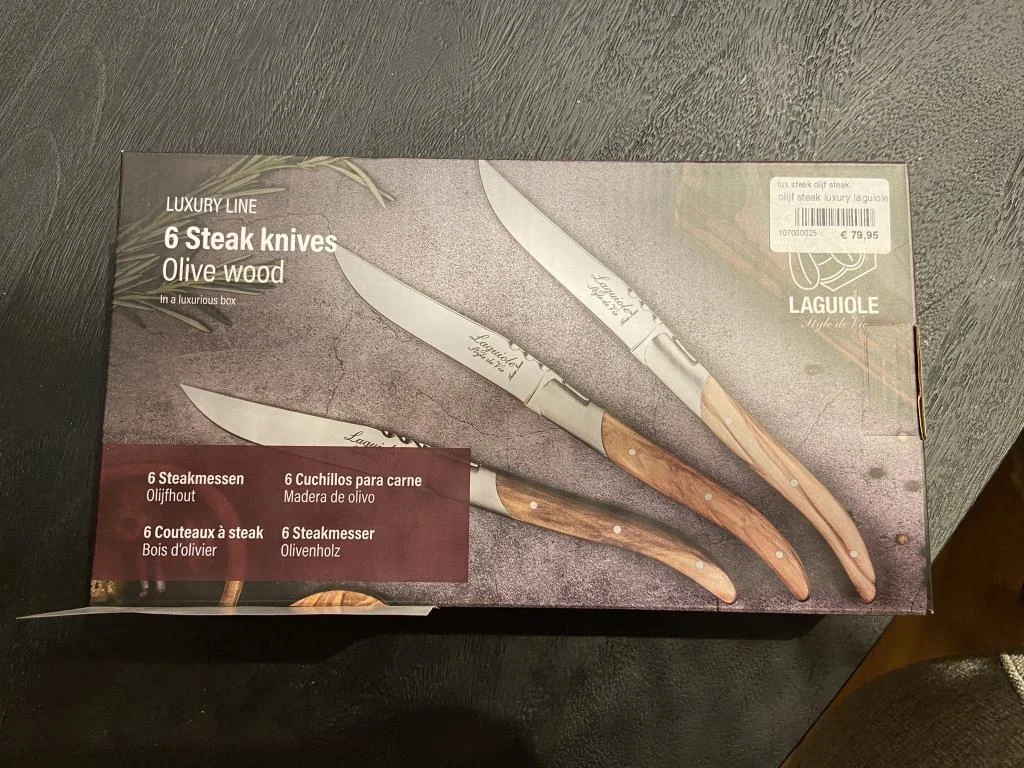 LUXURY LINE
6 Steak knives
Olive wood
In a luxurious box
lux steak olijf steak
olijf steak luxury laguiole
107000025 € 79,95
LAGUIOLE
Style de Vie
Laguiole
Style de Vie
Laguiole
Style de Vie
6 Steakmessen
Olijfhout
6 Cuchillos para carne
Madera de olivo
6 Couteaux à steak
Bois d'olivier
6 Steakmesser
Olivenholz